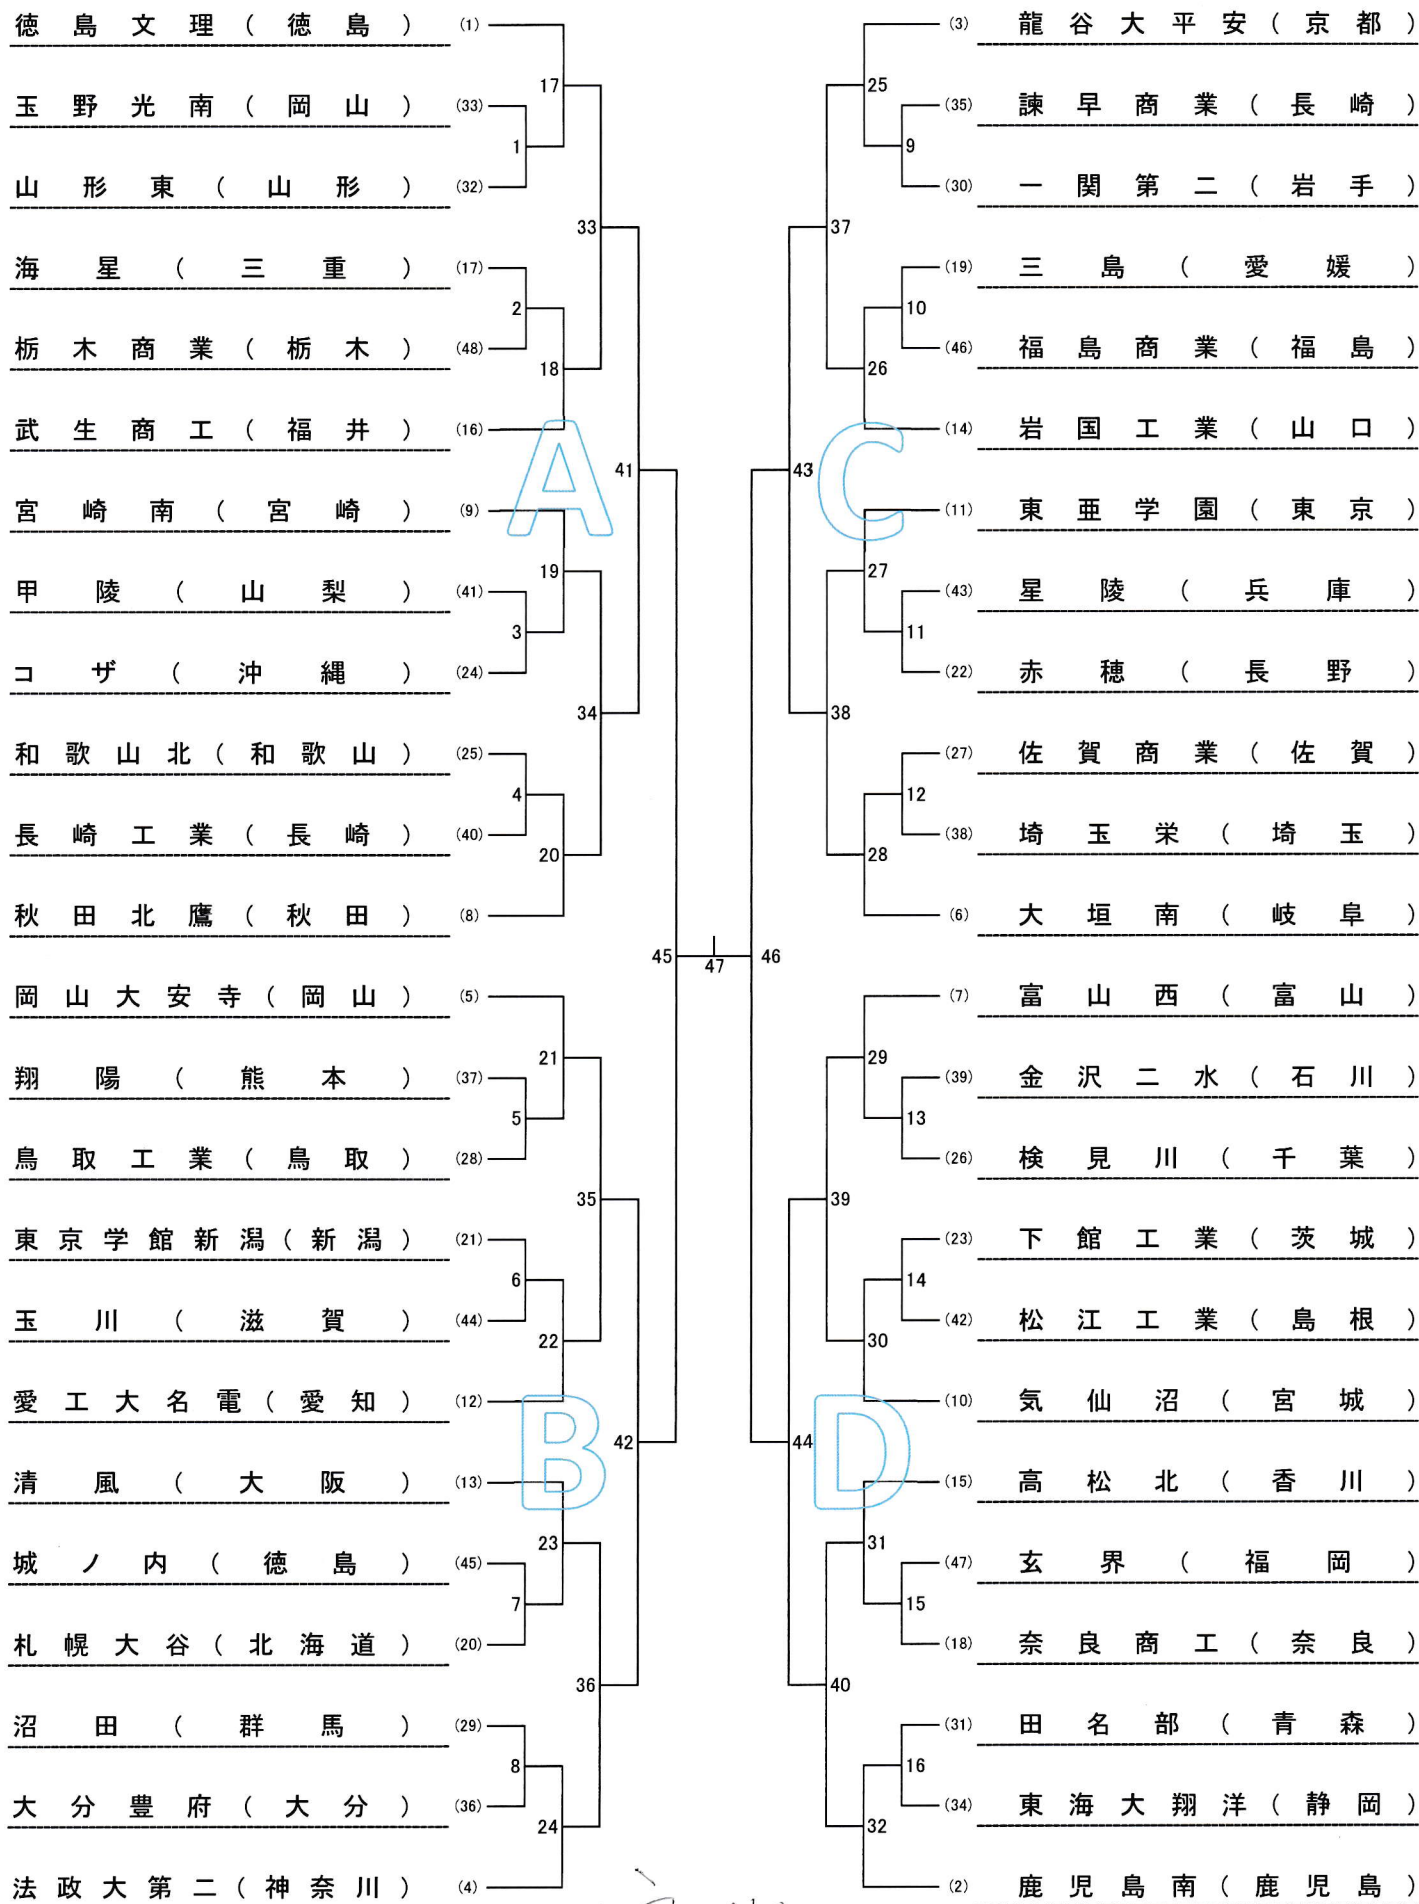 徳島文理(徳島) (1)
玉野光南(岡山) (33)
山形東(山形) (32)
海星(三重) (17)
栃木商業(栃木) (48)
武生商工(福井) (16)
宮崎南(宮崎) (9)
甲陵(山梨) (41)
コザ(沖縄) (24)
和歌山北(和歌山) (25)
長崎工業(長崎) (40)
秋田北鷹(秋田) (8)
岡山大安寺(岡山) (5)
翔陽(熊本) (37)
鳥取工業(鳥取) (28)
東京学館新潟(新潟) (21)
玉川(滋賀) (44)
愛工大名電(愛知) (12)
清風(大阪) (13)
城ノ内(徳島) (45)
札幌大谷(北海道) (20)
沼田(群馬) (29)
大分豊府(大分) (36)
法政大第二(神奈川) (4)
1
2
3
4
5
6
7
8
17
18
19
20
21
22
23
24
33
34
35
36
41
42
45
47
46
43
44
37
38
39
40
25
26
27
28
29
30
31
32
9
10
11
12
13
14
15
16
A
B
C
D
(3) 龍谷大平安(京都)
(35) 諫早商業(長崎)
(30) 一関第二(岩手)
(19) 三島(愛媛)
(46) 福島商業(福島)
(14) 岩国工業(山口)
(11) 東亜学園(東京)
(43) 星陵(兵庫)
(22) 赤穂(長野)
(27) 佐賀商業(佐賀)
(38) 埼玉栄(埼玉)
(6) 大垣南(岐阜)
(7) 富山西(富山)
(39) 金沢二水(石川)
(26) 検見川(千葉)
(23) 下館工業(茨城)
(42) 松江工業(島根)
(10) 気仙沼(宮城)
(15) 高松北(香川)
(47) 玄界(福岡)
(18) 奈良商工(奈良)
(31) 田名部(青森)
(34) 東海大翔洋(静岡)
(2) 鹿児島南(鹿児島)